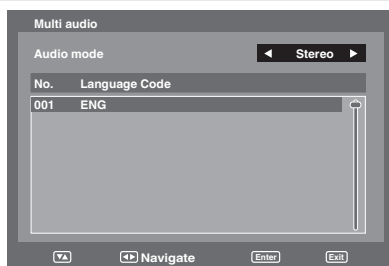 Multi audio
Audio mode ◄ Stereo ►
No. Language Code
001 ENG
▼▲ ◄► Navigate Enter Exit